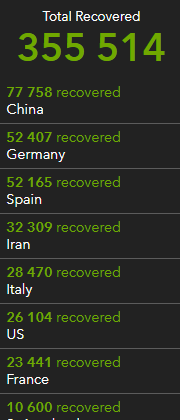 Total Recovered
355 514
77 758 recovered
China
52 407 recovered
Germany
52 165 recovered
Spain
32 309 recovered
Iran
28 470 recovered
Italy
26 104 recovered
US
23 441 recovered
France
10 600 recovered